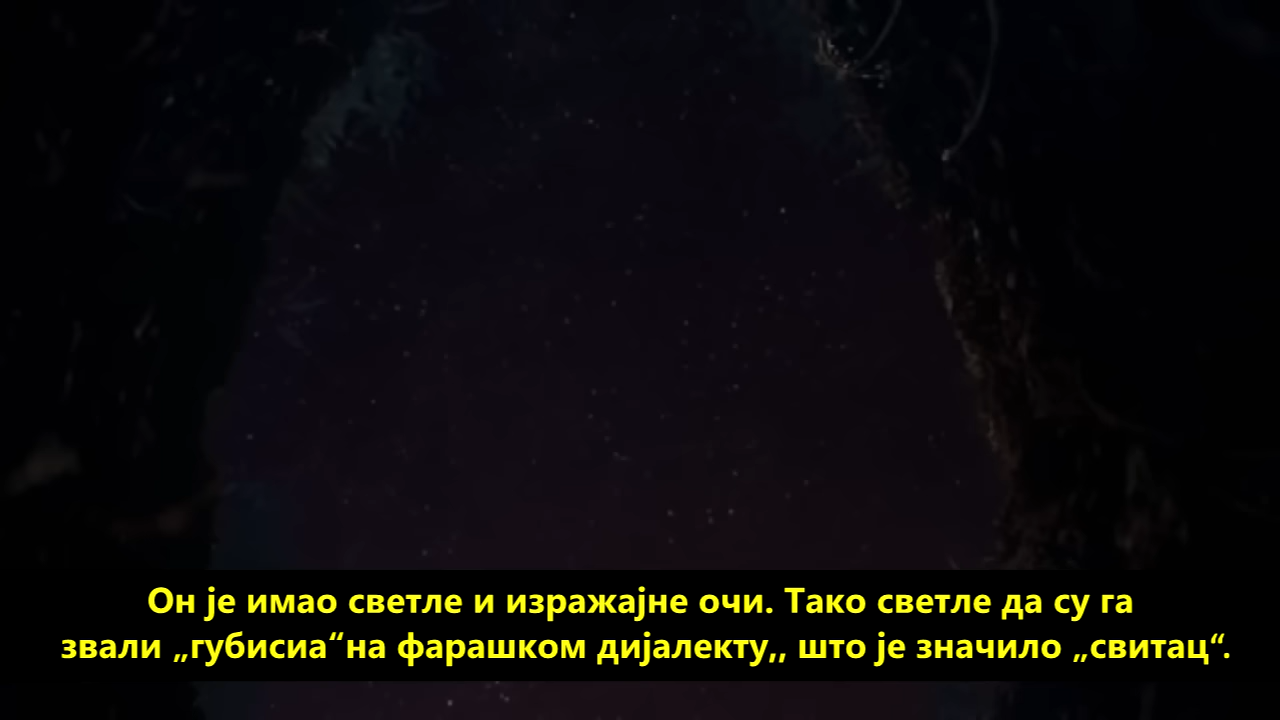 Он је имао светле и изражајне очи. Тако светле да су га
звали „губисиа“на фарашком дијалекту,, што је значило „свитац“.